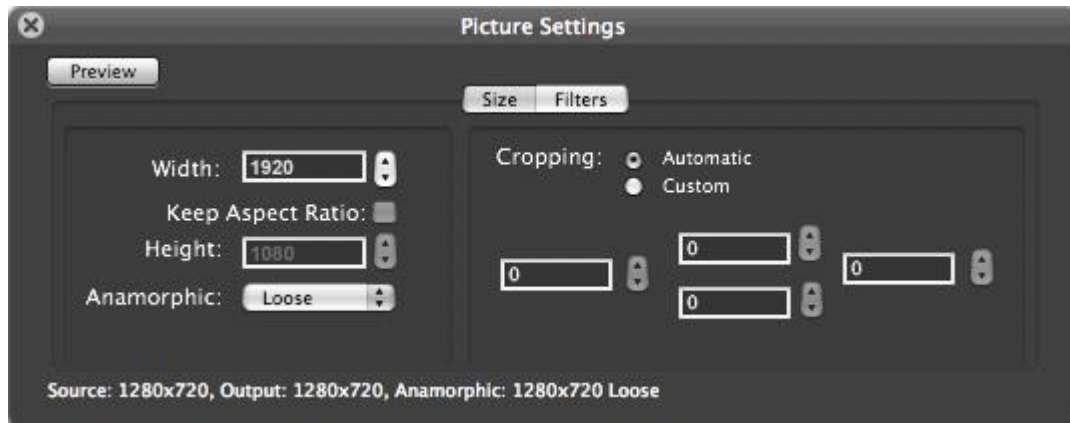 Picture Settings
Preview
Size Filters
Width: 1920
Keep Aspect Ratio:
Height: 1080
Anamorphic: Loose
Cropping: Automatic
Custom
0
0
0
0
Source: 1280x720, Output: 1280x720, Anamorphic: 1280x720 Loose